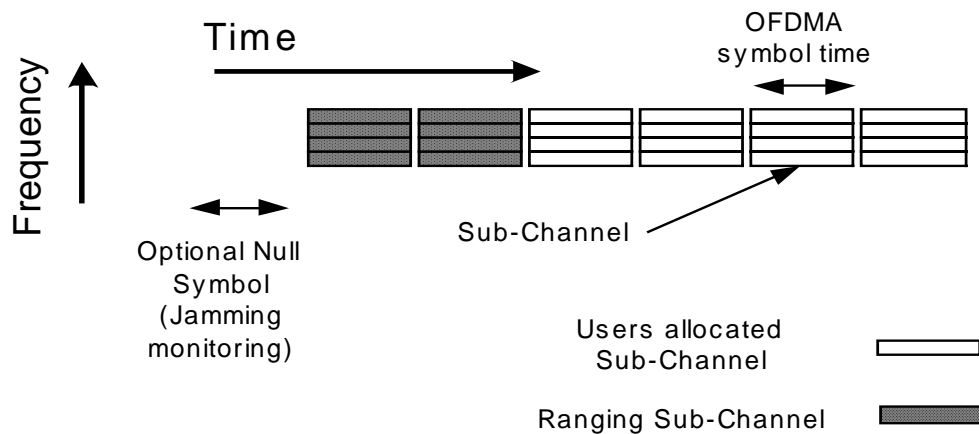 Time
OFDMA
symbol time
Frequency
Sub-Channel
Optional Null
Symbol
(Jamming
monitoring)
Users allocated
Sub-Channel
Ranging Sub-Channel